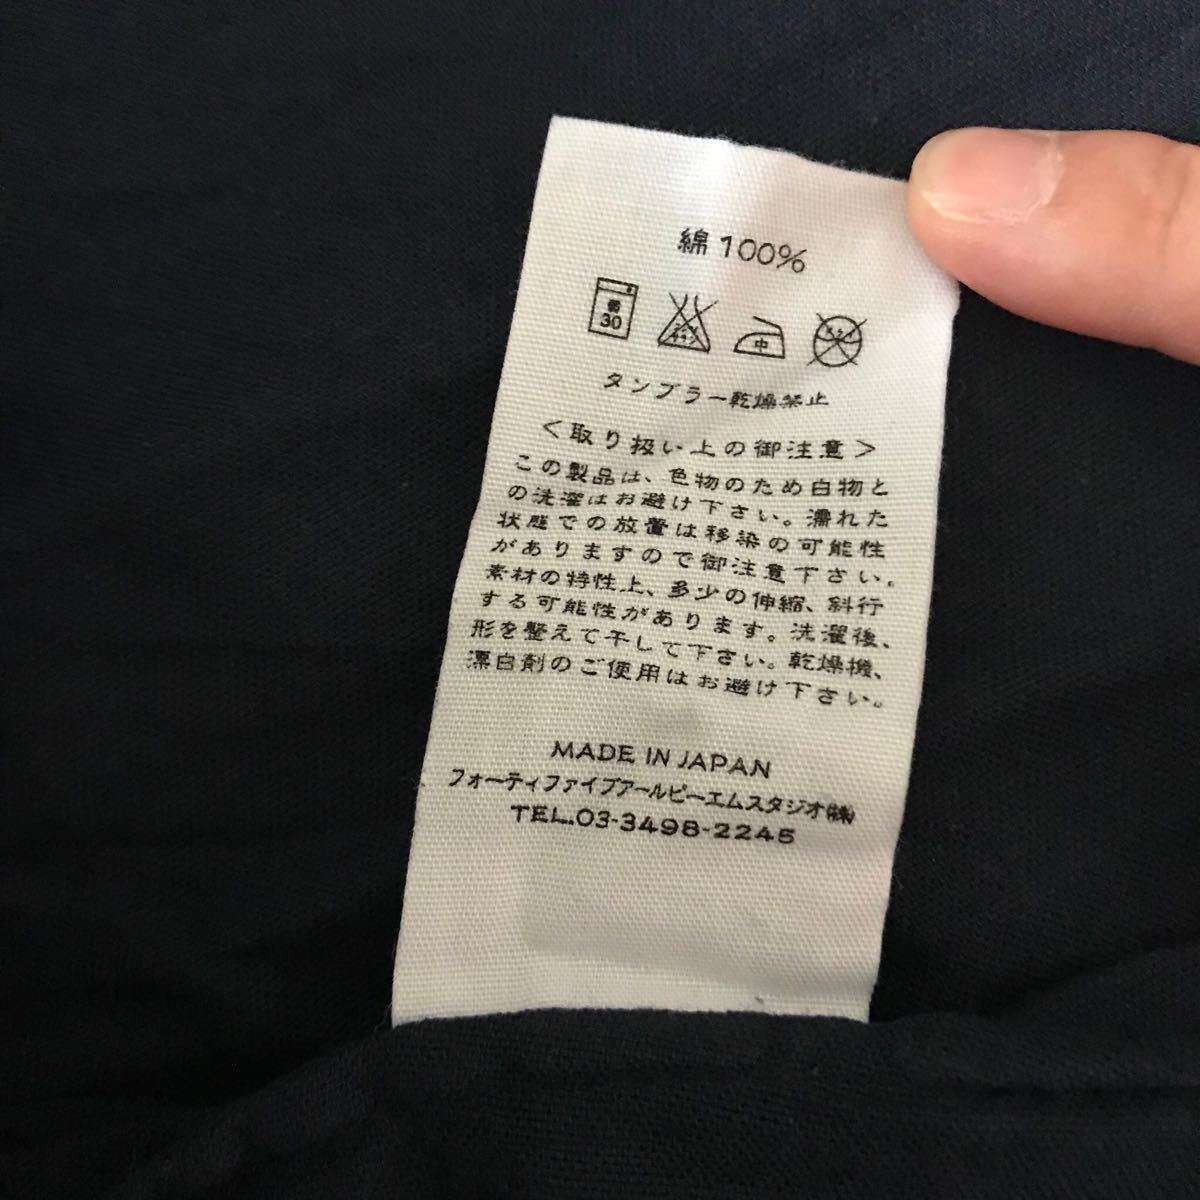 綿100%
弱 30 中
タンブラー乾燥禁止
<取り扱い上の御注意>
この製品は、色物のため白物と
の洗濯はお避け下さい。濡れた
状態での放置は移染の可能性
がありますので御注意下さい。
素材の特性上、多少の伸縮、斜行
する可能性があります。洗濯後、
形を整えて干して下さい。乾燥機、
漂白剤のご使用はお避け下さい。
MADE IN JAPAN
フォーティファイブアールピーエムスタジオ㈱
TEL.03-3498-2245